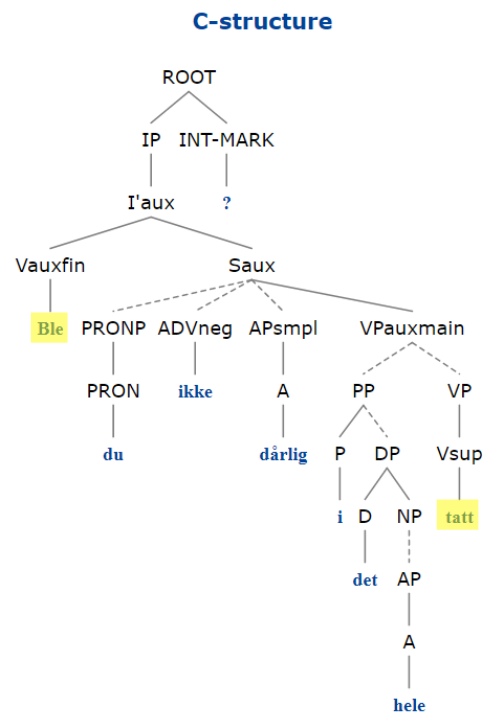 C-structure
ROOT
IP INT-MARK
I'aux ?
Vauxfin Saux
Ble PRONP ADVneg APsmpl VPauxmain
PRON ikke A PP VP
du dårlig P DP Vsup
i D NP tatt
det AP
A
hele